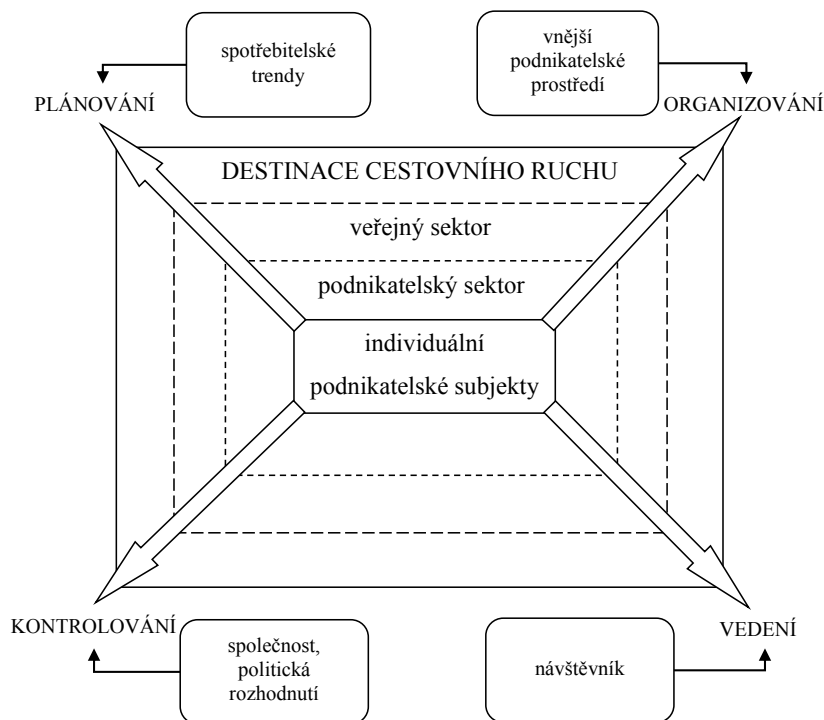 spotřebitelské
trendy
vnější
podnikatelské
prostředí
PLÁNOVÁNÍ
ORGANIZOVÁNÍ
DESTINACE CESTOVNÍHO RUCHU
veřejný sektor
podnikatelský sektor
individuální
podnikatelské subjekty
KONTROLOVÁNÍ
VEDENÍ
společnost,
politická
rozhodnutí
návštěvník